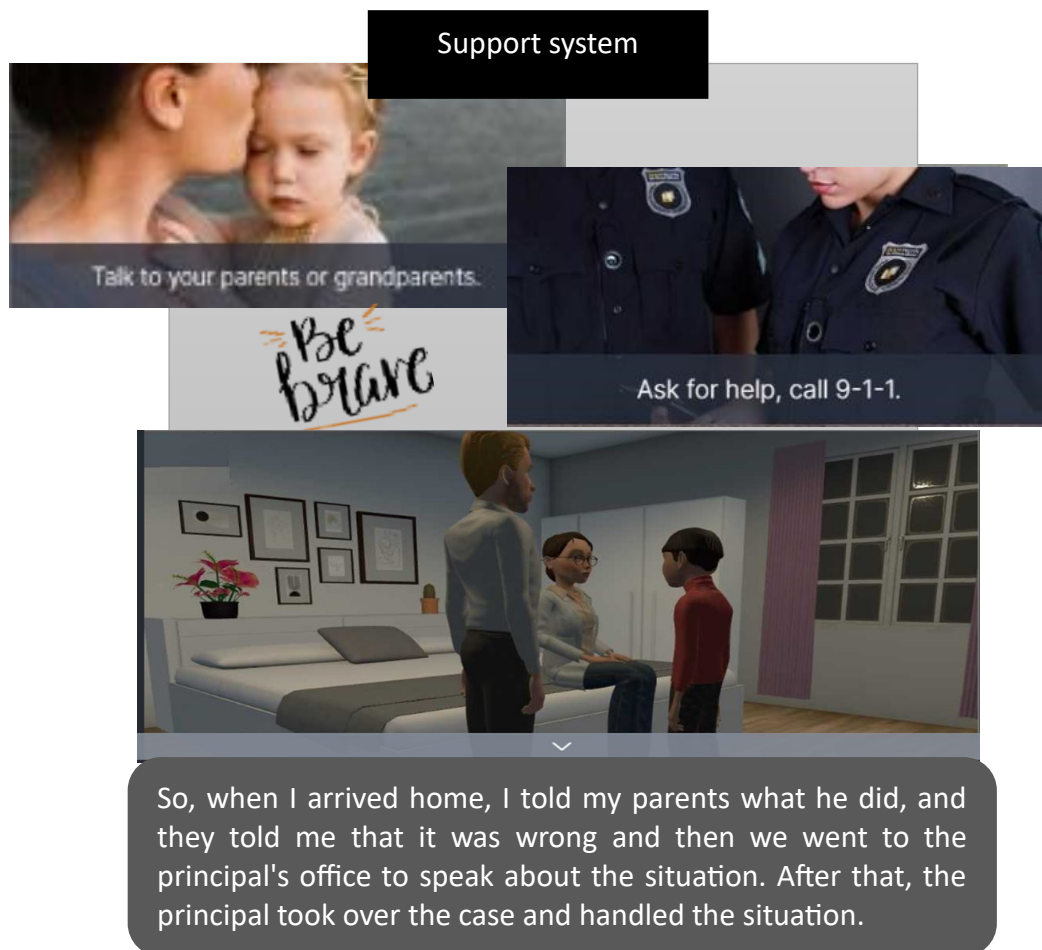 Support system
Talk to your parents or grandparents.
Ask for help, call 9-1-1.
Be
brave
So, when I arrived home, I told my parents what he did, and
they told me that it was wrong and then we went to the
principal's office to speak about the situation. After that, the
principal took over the case and handled the situation.